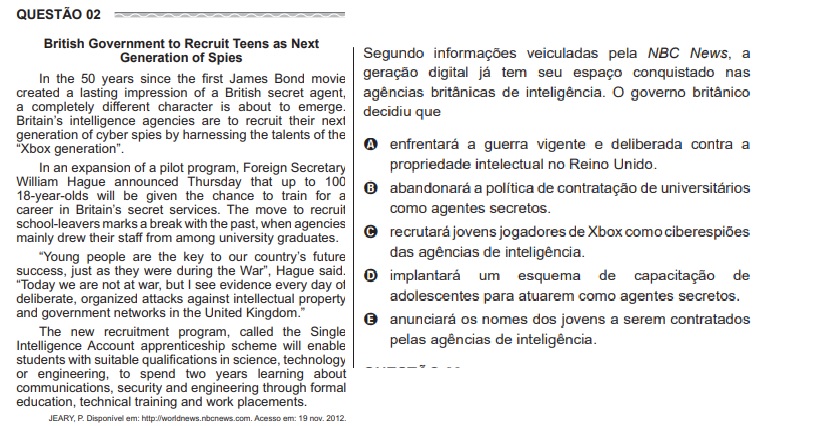 QUESTÃO 02
British Government to Recruit Teens as Next
Generation of Spies
In the 50 years since the first James Bond movie
created a lasting impression of a British secret agent,
a completely different character is about to emerge.
Britain's intelligence agencies are to recruit their next
generation of cyber spies by harnessing the talents of the
“Xbox generation”.
In an expansion of a pilot program, Foreign Secretary
William Hague announced Thursday that up to 100
18-year-olds will be given the chance to train for a
career in Britain's secret services. The move to recruit
school-leavers marks a break with the past, when agencies
mainly drew their staff from among university graduates.
“Young people are the key to our country's future
success, just as they were during the War”, Hague said.
“Today we are not at war, but I see evidence every day of
deliberate, organized attacks against intellectual property
and government networks in the United Kingdom.”
The new recruitment program, called the Single
Intelligence Account apprenticeship scheme will enable
students with suitable qualifications in science, technology
or engineering, to spend two years learning about
communications, security and engineering through formal
education, technical training and work placements.
JEARY, P. Disponível em: http://worldnews.nbcnews.com. Acesso em: 19 nov. 2012.
Segundo informações veiculadas pela NBC News, a
geração digital já tem seu espaço conquistado nas
agências britânicas de inteligência. O governo britânico
decidiu que
A enfrentará a guerra vigente e deliberada contra a
propriedade intelectual no Reino Unido.
B abandonará a política de contratação de universitários
como agentes secretos.
C recrutará jovens jogadores de Xbox como ciberespiões
das agências de inteligência.
D implantará um esquema de capacitação de
adolescentes para atuarem como agentes secretos.
E anunciará os nomes dos jovens a serem contratados
pelas agências de inteligência.